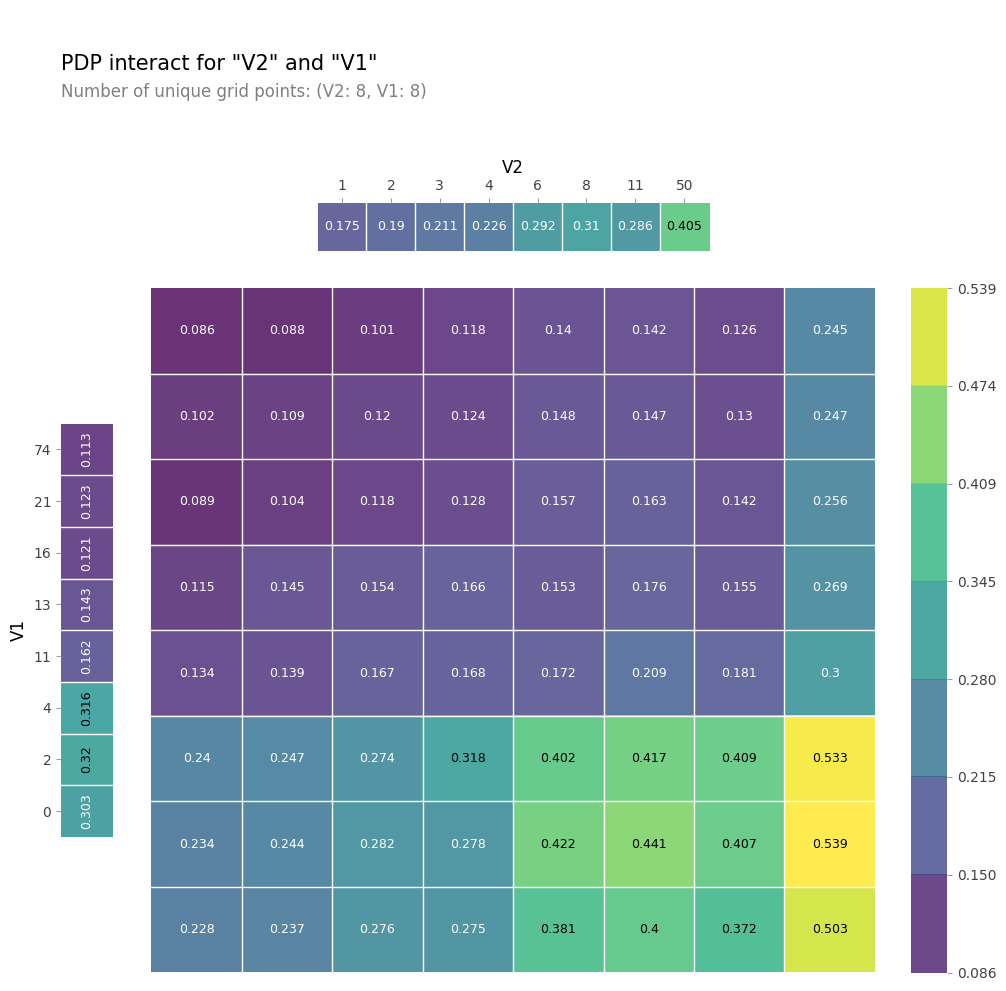 PDP interact for "V2" and "V1"
Number of unique grid points: (V2: 8, V1: 8)
V2
1 2 3 4 6 8 11 50
0.175 0.19 0.211 0.226 0.292 0.31 0.286 0.405
0.086 0.088 0.101 0.118 0.14 0.142 0.126 0.245
0.102 0.109 0.12 0.124 0.148 0.147 0.13 0.247
0.089 0.104 0.118 0.128 0.157 0.163 0.142 0.256
0.115 0.145 0.154 0.166 0.153 0.176 0.155 0.269
0.134 0.139 0.167 0.168 0.172 0.209 0.181 0.3
0.24 0.247 0.274 0.318 0.402 0.417 0.409 0.533
0.234 0.244 0.282 0.278 0.422 0.441 0.407 0.539
0.228 0.237 0.276 0.275 0.381 0.4 0.372 0.503
V1
74 0.113
21 0.123
16 0.121
13 0.143
11 0.162
4 0.316
2 0.32
0 0.303
0.539
0.474
0.409
0.345
0.280
0.215
0.150
0.086